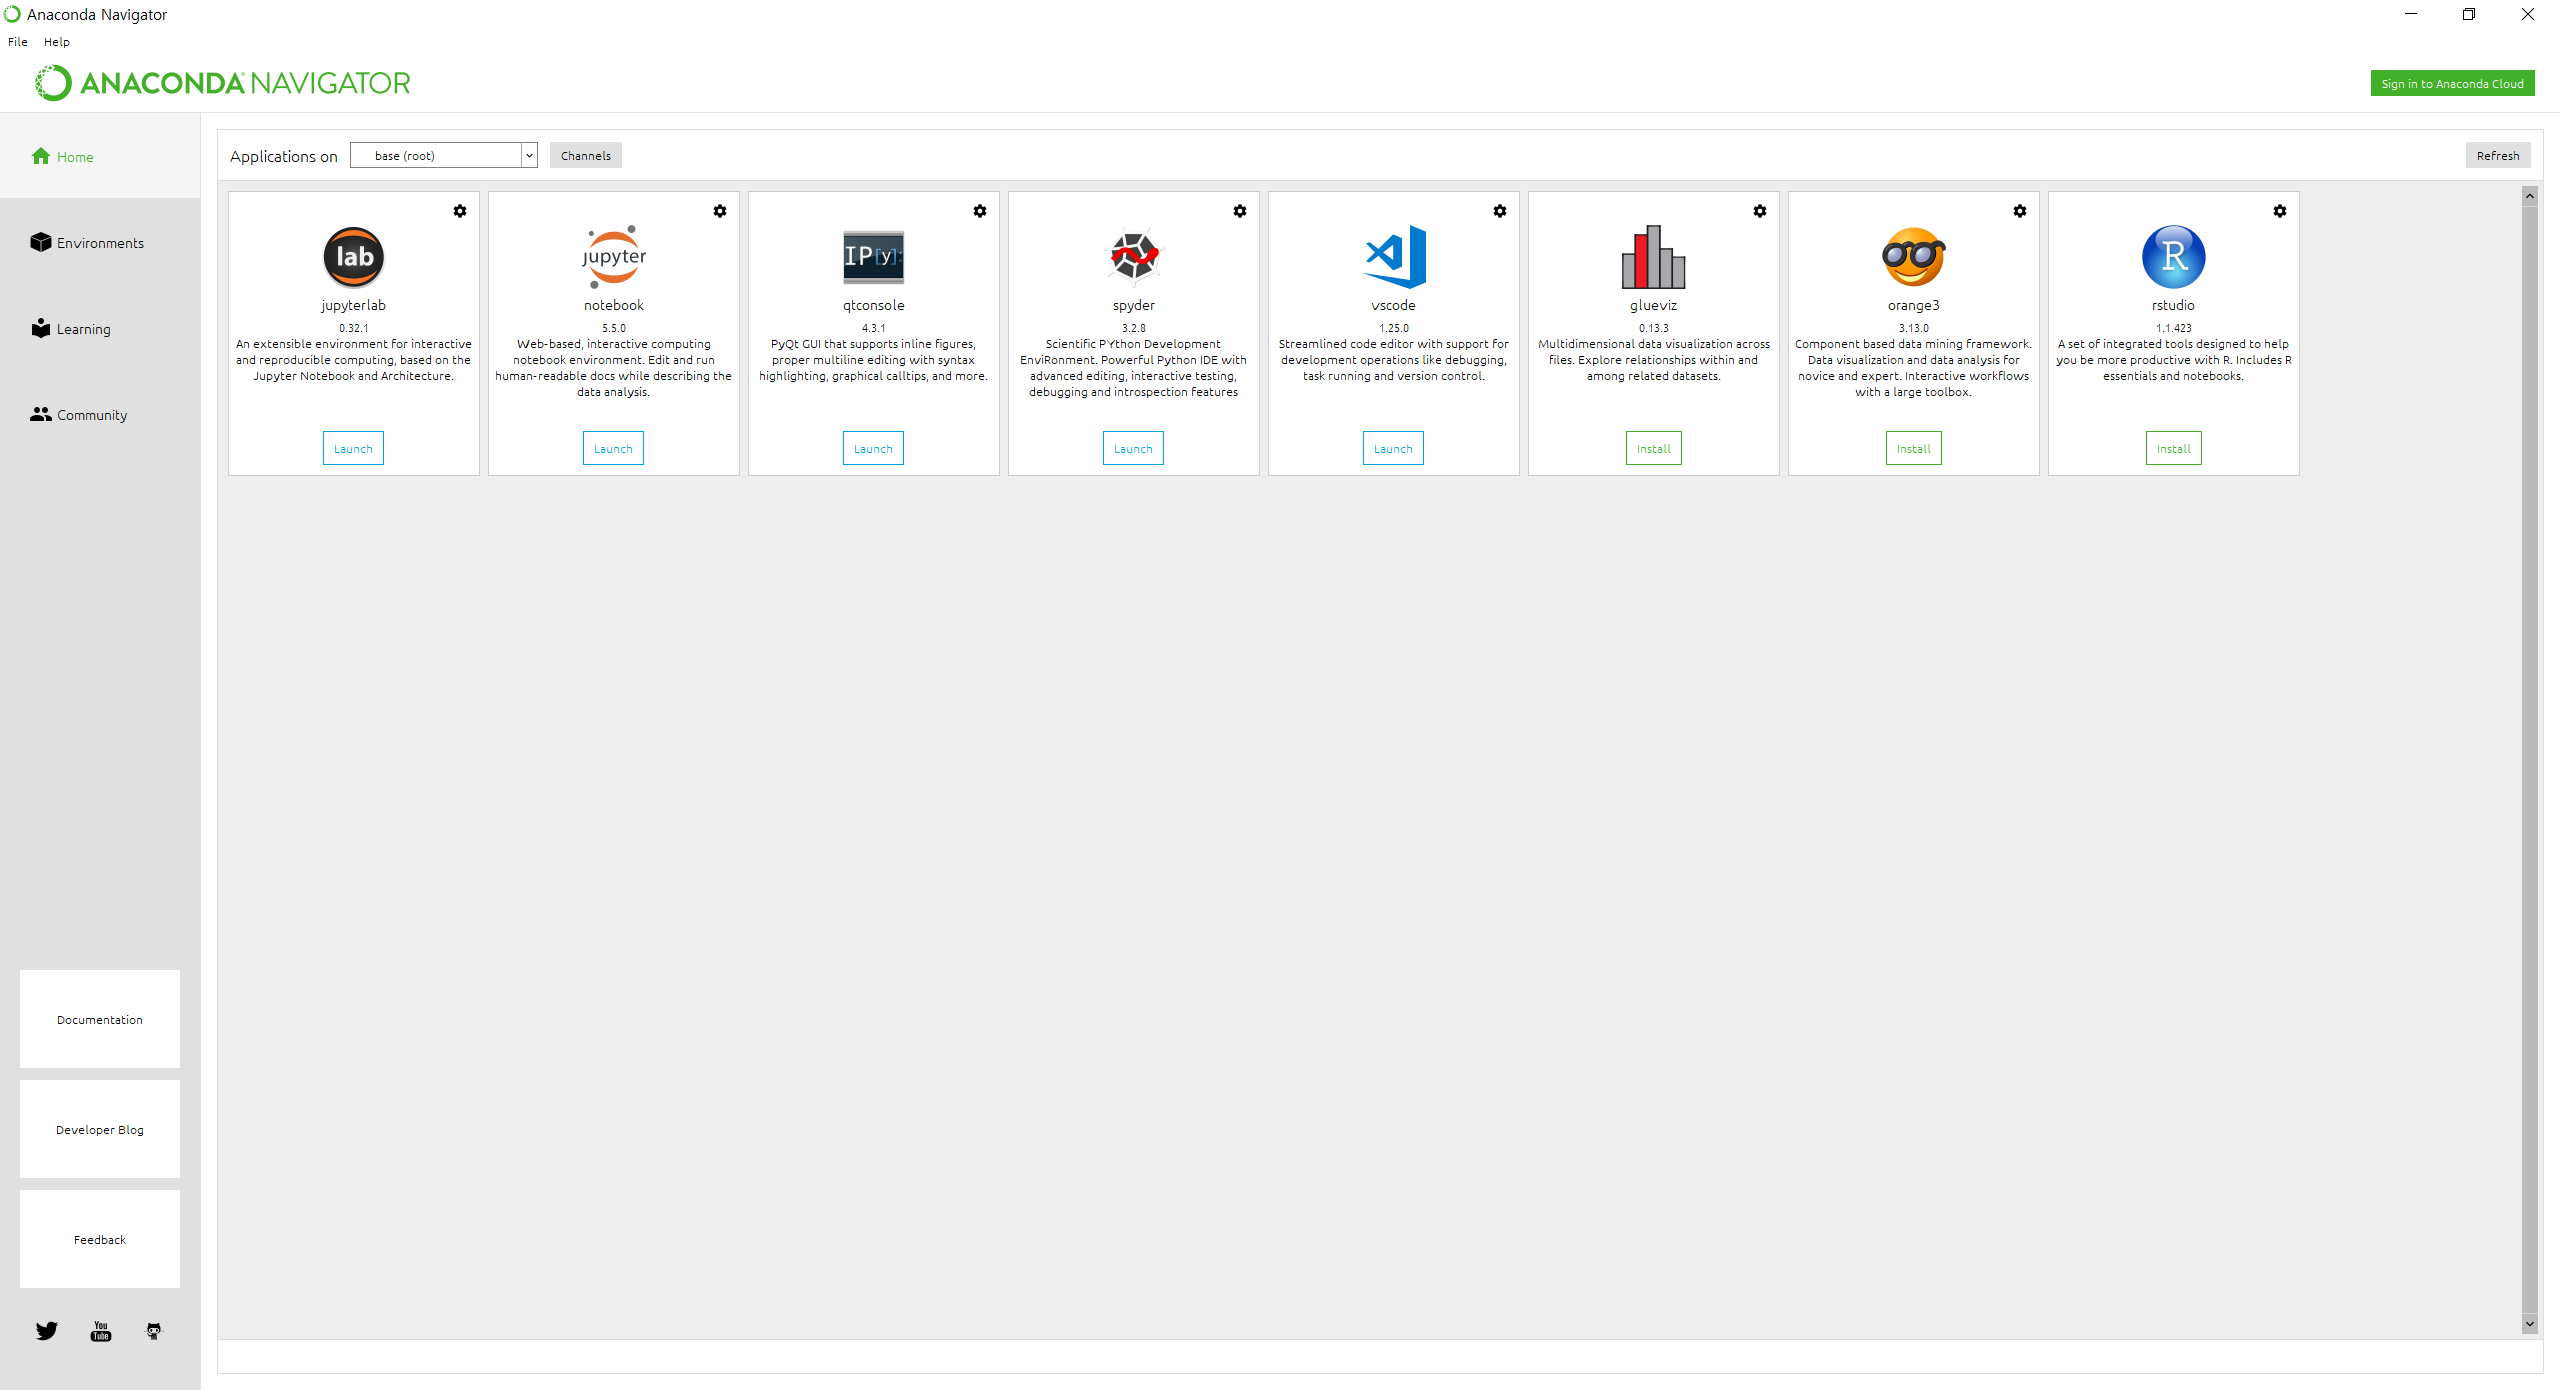 Anaconda Navigator
File Help
ANACONDA NAVIGATOR
Sign in to Anaconda Cloud
Home
Environments
Learning
Community
Documentation
Developer Blog
Feedback
You
Tube
Applications on base (root) Channels Refresh
lab
jupyterlab
0.32.1
An extensible environment for interactive
and reproducible computing, based on the
Jupyter Notebook and Architecture.
Launch
jupyter
notebook
5.5.0
Web-based, interactive computing
notebook environment. Edit and run
human-readable docs while describing the
data analysis.
Launch
IP[y]:
qtconsole
4.3.1
PyQt GUI that supports inline figures,
proper multiline editing with syntax
highlighting, graphical calltips, and more.
Launch
spyder
3.2.8
Scientific PYthon Development
EnviRonment. Powerful Python IDE with
advanced editing, interactive testing,
debugging and introspection features
Launch
vscode
1.25.0
Streamlined code editor with support for
development operations like debugging,
task running and version control.
Launch
glueviz
0.13.3
Multidimensional data visualization across
files. Explore relationships within and
among related datasets.
Install
orange3
3.13.0
Component based data mining framework.
Data visualization and data analysis for
novice and expert. Interactive workflows
with a large toolbox.
Install
R
rstudio
1.1.423
A set of integrated tools designed to help
you be more productive with R. Includes R
essentials and notebooks.
Install